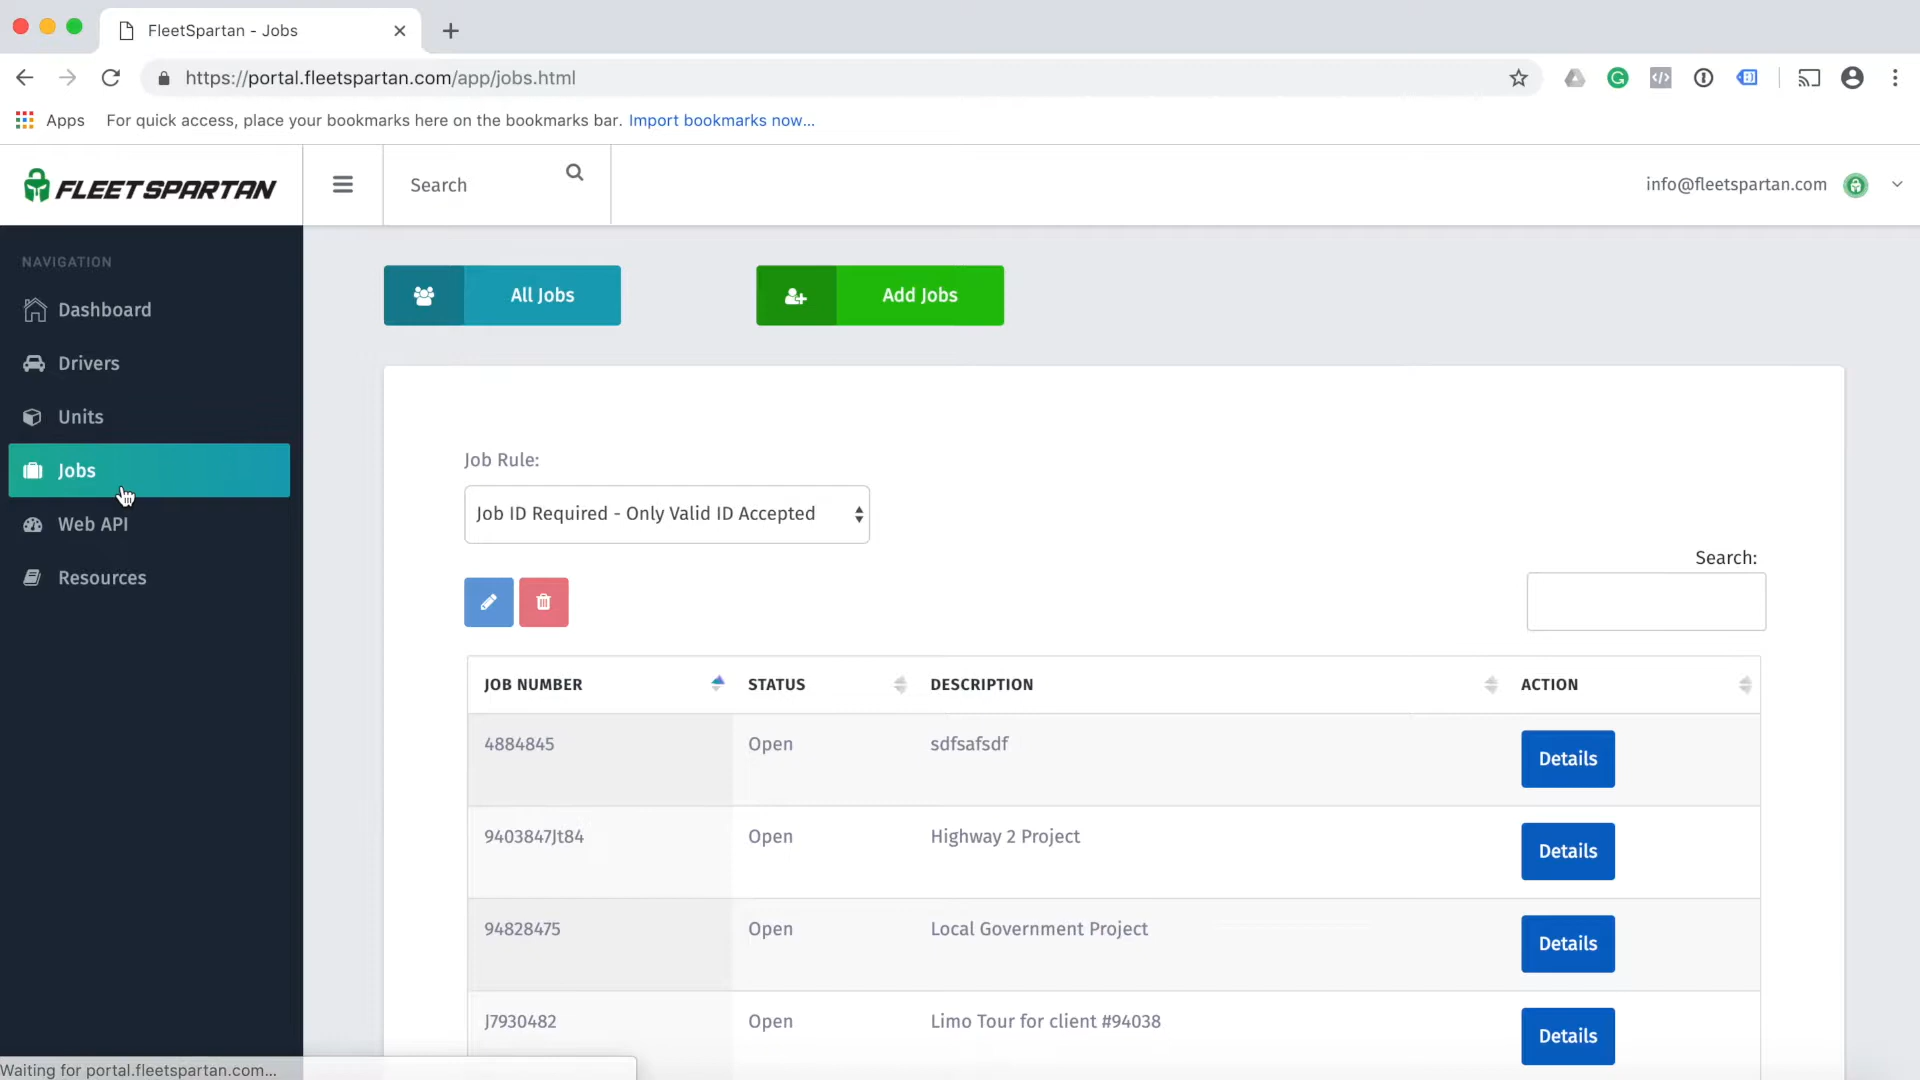 FleetSpartan - Jobs
https://portal.fleetspartan.com/app/jobs.html
Apps For quick access, place your bookmarks here on the bookmarks bar. Import bookmarks now...
FLEET SPARTAN
Search
info@fleetspartan.com
NAVIGATION
Dashboard
Drivers
Units
Jobs
Web API
Resources
All Jobs
Add Jobs
Job Rule:
Job ID Required - Only Valid ID Accepted
Search:
JOB NUMBER STATUS DESCRIPTION ACTION
4884845 Open sdfsafsdf Details
9403847Jt84 Open Highway 2 Project Details
94828475 Open Local Government Project Details
J7930482 Open Limo Tour for client #94038 Details
Waiting for portal.fleetspartan.com...